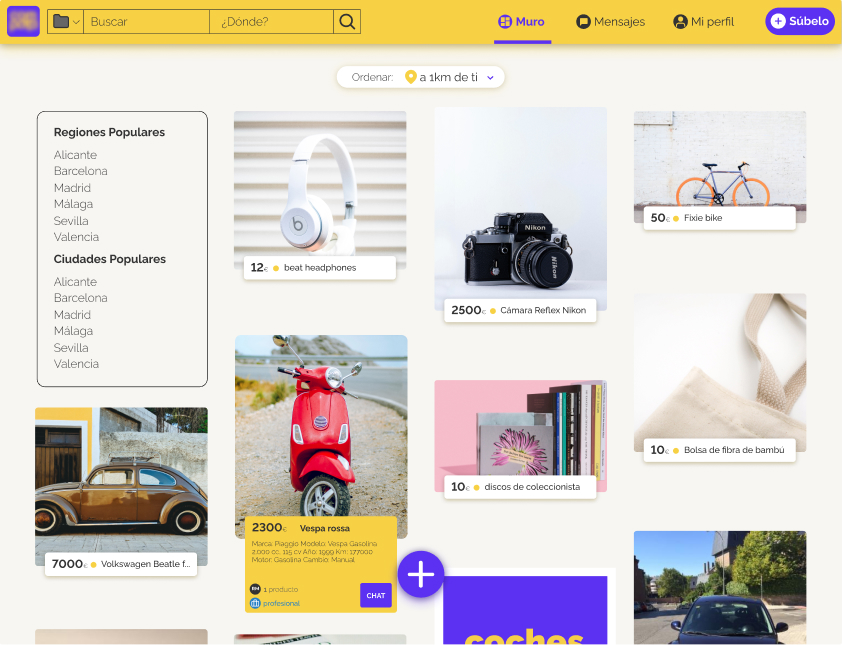 Buscar
¿Dónde?
Muro
Mensajes
Mi perfil
Súbelo
Ordenar: a 1km de ti
Regiones Populares
Alicante
Barcelona
Madrid
Málaga
Sevilla
Valencia
Ciudades Populares
Alicante
Barcelona
Madrid
Málaga
Sevilla
Valencia
7000€ Volkswagen Beatle f...
12€ beat headphones
2300€ Vespa rossa
Marca: Piaggio Modelo: Vespa Gasolina
2.000 cc, 115 cv Año: 1999 Km: 177000
Motor: Gasolina Cambio: Manual
1 producto
profesional
CHAT
Nikon
Nikon
2500€ Cámara Reflex Nikon
10€ discos de coleccionista
coches
50€ Fixie bike
10€ Bolsa de fibra de bambú